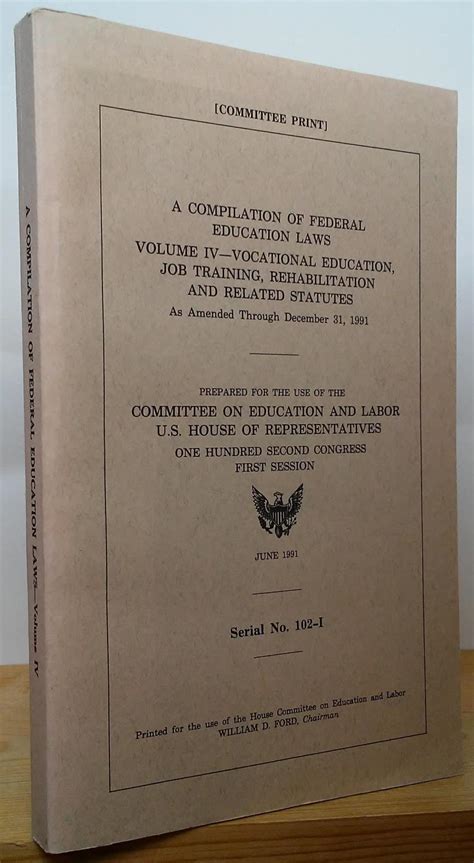 [COMMITTEE PRINT]
A COMPILATION OF FEDERAL
EDUCATION LAWS
VOLUME IV—VOCATIONAL EDUCATION,
JOB TRAINING, REHABILITATION
AND RELATED STATUTES
As Amended Through December 31, 1991
PREPARED FOR THE USE OF THE
COMMITTEE ON EDUCATION AND LABOR
U.S. HOUSE OF REPRESENTATIVES
ONE HUNDRED SECOND CONGRESS
FIRST SESSION
JUNE 1991
Serial No. 102-I
Printed for the use of the House Committee on Education and Labor
WILLIAM D. FORD, Chairman
A COMPILATION OF FEDERAL EDUCATION LAWS—Volume IV